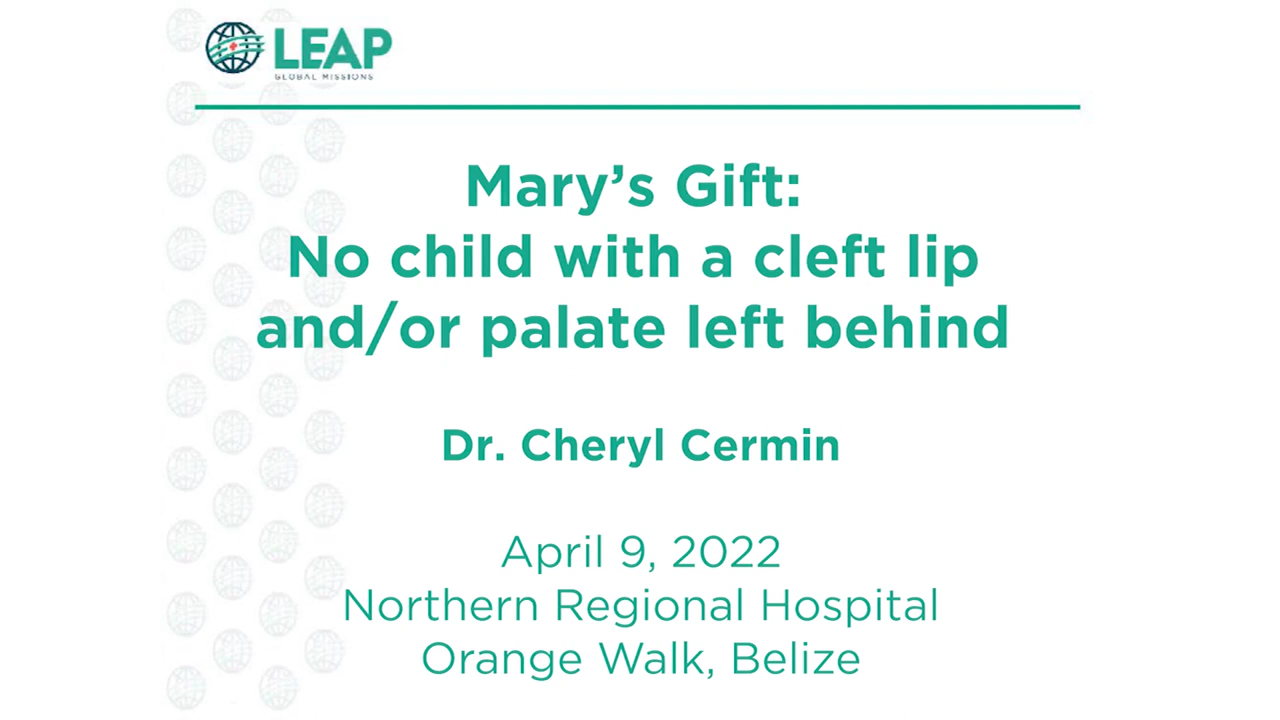 LEAP
GLOBAL MISSIONS
Mary’s Gift:
No child with a cleft lip
and/or palate left behind
Dr. Cheryl Cermin
April 9, 2022
Northern Regional Hospital
Orange Walk, Belize